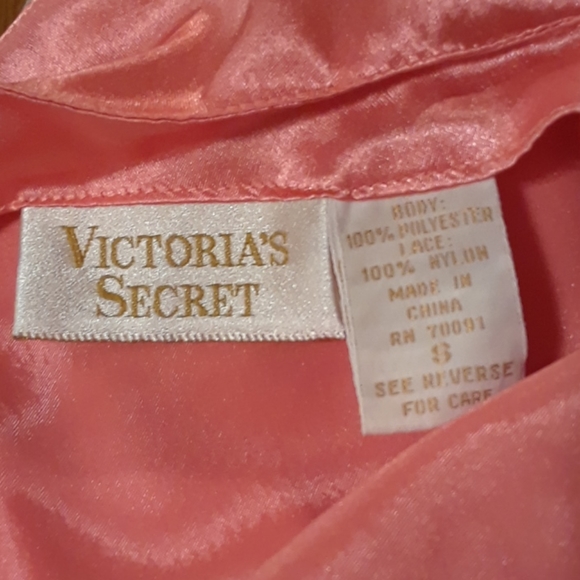 VICTORIA'S
SECRET
BODY:
100% POLYESTER
LACE:
100% NYLON
MADE IN
CHINA
RN 70091
S
SEE REVERSE
FOR CARE